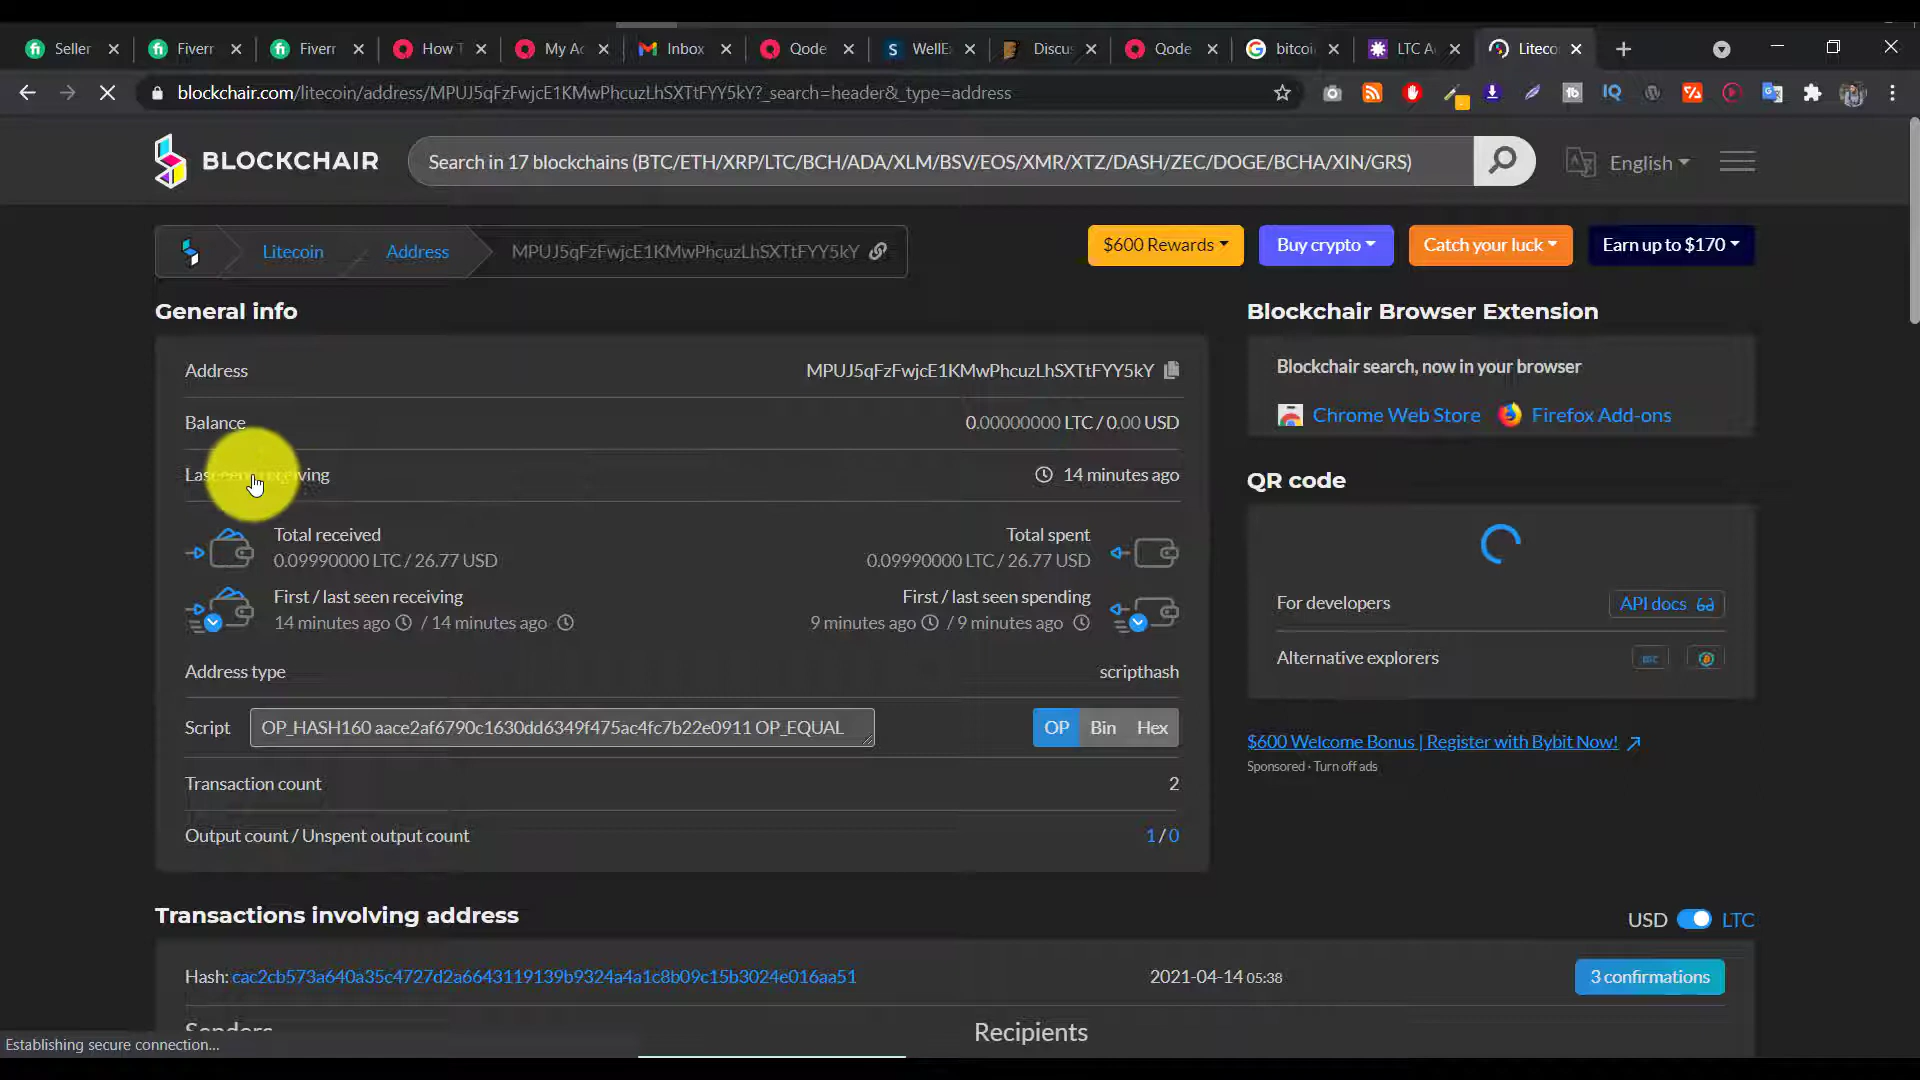 Seller
Fiverr
Fiverr
How T
My Ac
Inbox
Qode
WellE
Discus
Qode
bitcoi
LTC A
Liteco
blockchair.com/litecoin/address/MPUJ5qFzFwjcE1KMwPhcuzLhSXTtFYY5kY?_search=header&_type=address
BLOCKCHAIR
Search in 17 blockchains (BTC/ETH/XRP/LTC/BCH/ADA/XLM/BSV/EOS/XMR/XTZ/DASH/ZEC/DOGE/BCHA/XIN/GRS)
English
Litecoin
Address
MPUJ5qFzFwjcE1KMwPhcuzLhSXTtFYY5kY
$600 Rewards
Buy crypto
Catch your luck
Earn up to $170
General info
Address
MPUJ5qFzFwjcE1KMwPhcuzLhSXTtFYY5kY
Balance
0.00000000 LTC / 0.00 USD
receiving
14 minutes ago
Total received
0.09990000 LTC / 26.77 USD
Total spent
0.09990000 LTC / 26.77 USD
First / last seen receiving
14 minutes ago / 14 minutes ago
First / last seen spending
9 minutes ago / 9 minutes ago
Address type
scripthash
Script
OP_HASH160 aace2af6790c1630dd6349f475ac4fc7b22e0911 OP_EQUAL
OP Bin Hex
Transaction count
2
Output count / Unspent output count
1 / 0
Blockchair Browser Extension
Blockchair search, now in your browser
Chrome Web Store
Firefox Add-ons
QR code
For developers
API docs
Alternative explorers
$600 Welcome Bonus | Register with Bybit Now!
Sponsored · Turn off ads
Transactions involving address
USD LTC
Hash: cac2cb573a640a35c4727d2a6643119139b9324a4a1c8b09c15b3024e016aa51
2021-04-14 05:38
3 confirmations
Senders
Recipients
Establishing secure connection...